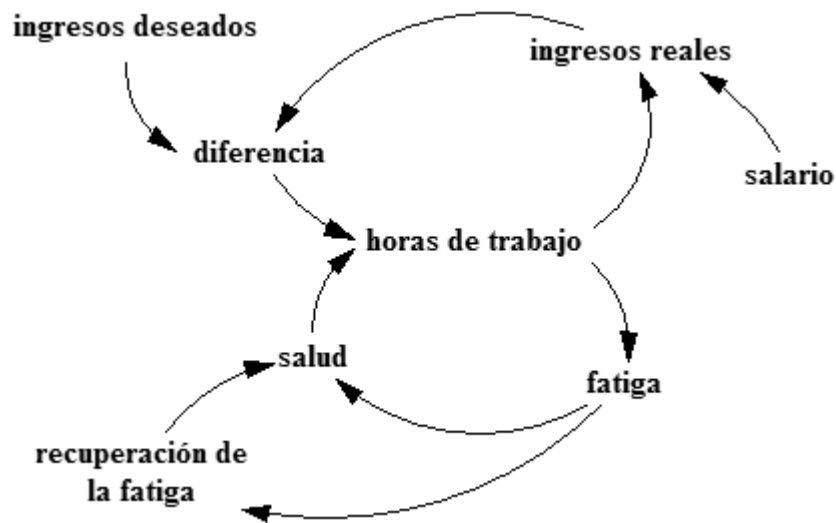 ingresos deseados
ingresos reales
diferencia
salario
horas de trabajo
salud
fatiga
recuperación de
la fatiga